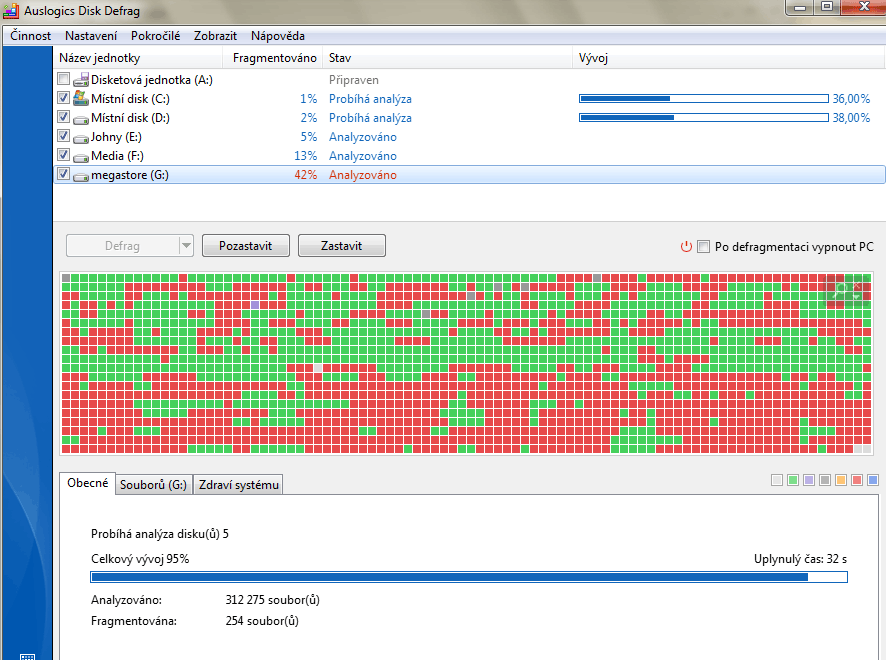 Auslogics Disk Defrag
Činnost Nastavení Pokročilé Zobrazit Nápověda
Název jednotky Fragmentováno Stav Vývoj
Disketová jednotka (A:) Připraven
Místní disk (C:) 1% Probíhá analýza 36,00%
Místní disk (D:) 2% Probíhá analýza 38,00%
Johny (E:) 5% Analyzováno
Media (F:) 13% Analyzováno
megastore (G:) 42% Analyzováno
Defrag Pozastavit Zastavit Po defragmentaci vypnout PC
Obecné Souborů (G:) Zdraví systému
Probíhá analýza disku(ů) 5
Celkový vývoj 95% Uplynulý čas: 32 s
Analyzováno: 312 275 soubor(ů)
Fragmentována: 254 soubor(ů)